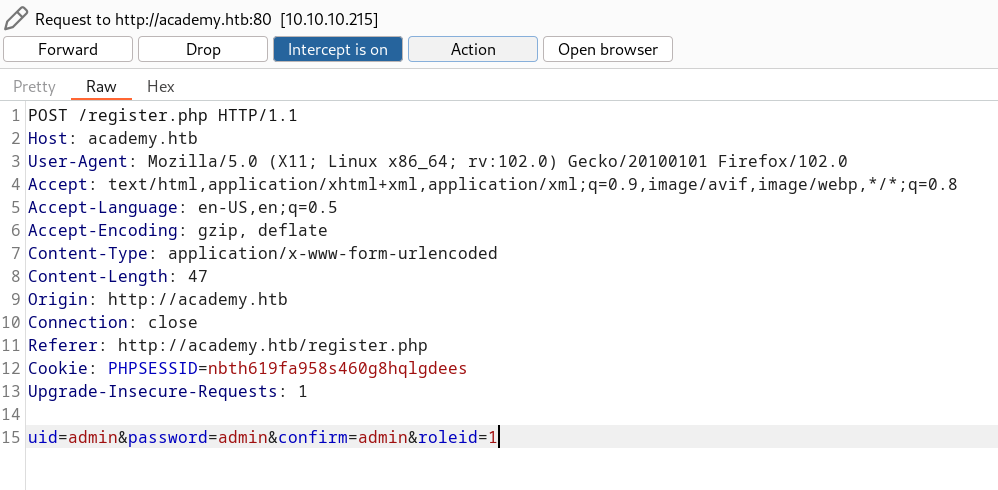 Request to http://academy.htb:80 [10.10.10.215]
Forward Drop Intercept is on Action Open browser
Pretty Raw Hex
1 POST /register.php HTTP/1.1
2 Host: academy.htb
3 User-Agent: Mozilla/5.0 (X11; Linux x86_64; rv:102.0) Gecko/20100101 Firefox/102.0
4 Accept: text/html,application/xhtml+xml,application/xml;q=0.9,image/avif,image/webp,*/*;q=0.8
5 Accept-Language: en-US,en;q=0.5
6 Accept-Encoding: gzip, deflate
7 Content-Type: application/x-www-form-urlencoded
8 Content-Length: 47
9 Origin: http://academy.htb
10 Connection: close
11 Referer: http://academy.htb/register.php
12 Cookie: PHPSESSID=nbth619fa958s460g8hqlgdees
13 Upgrade-Insecure-Requests: 1
14
15 uid=admin&password=admin&confirm=admin&roleid=1